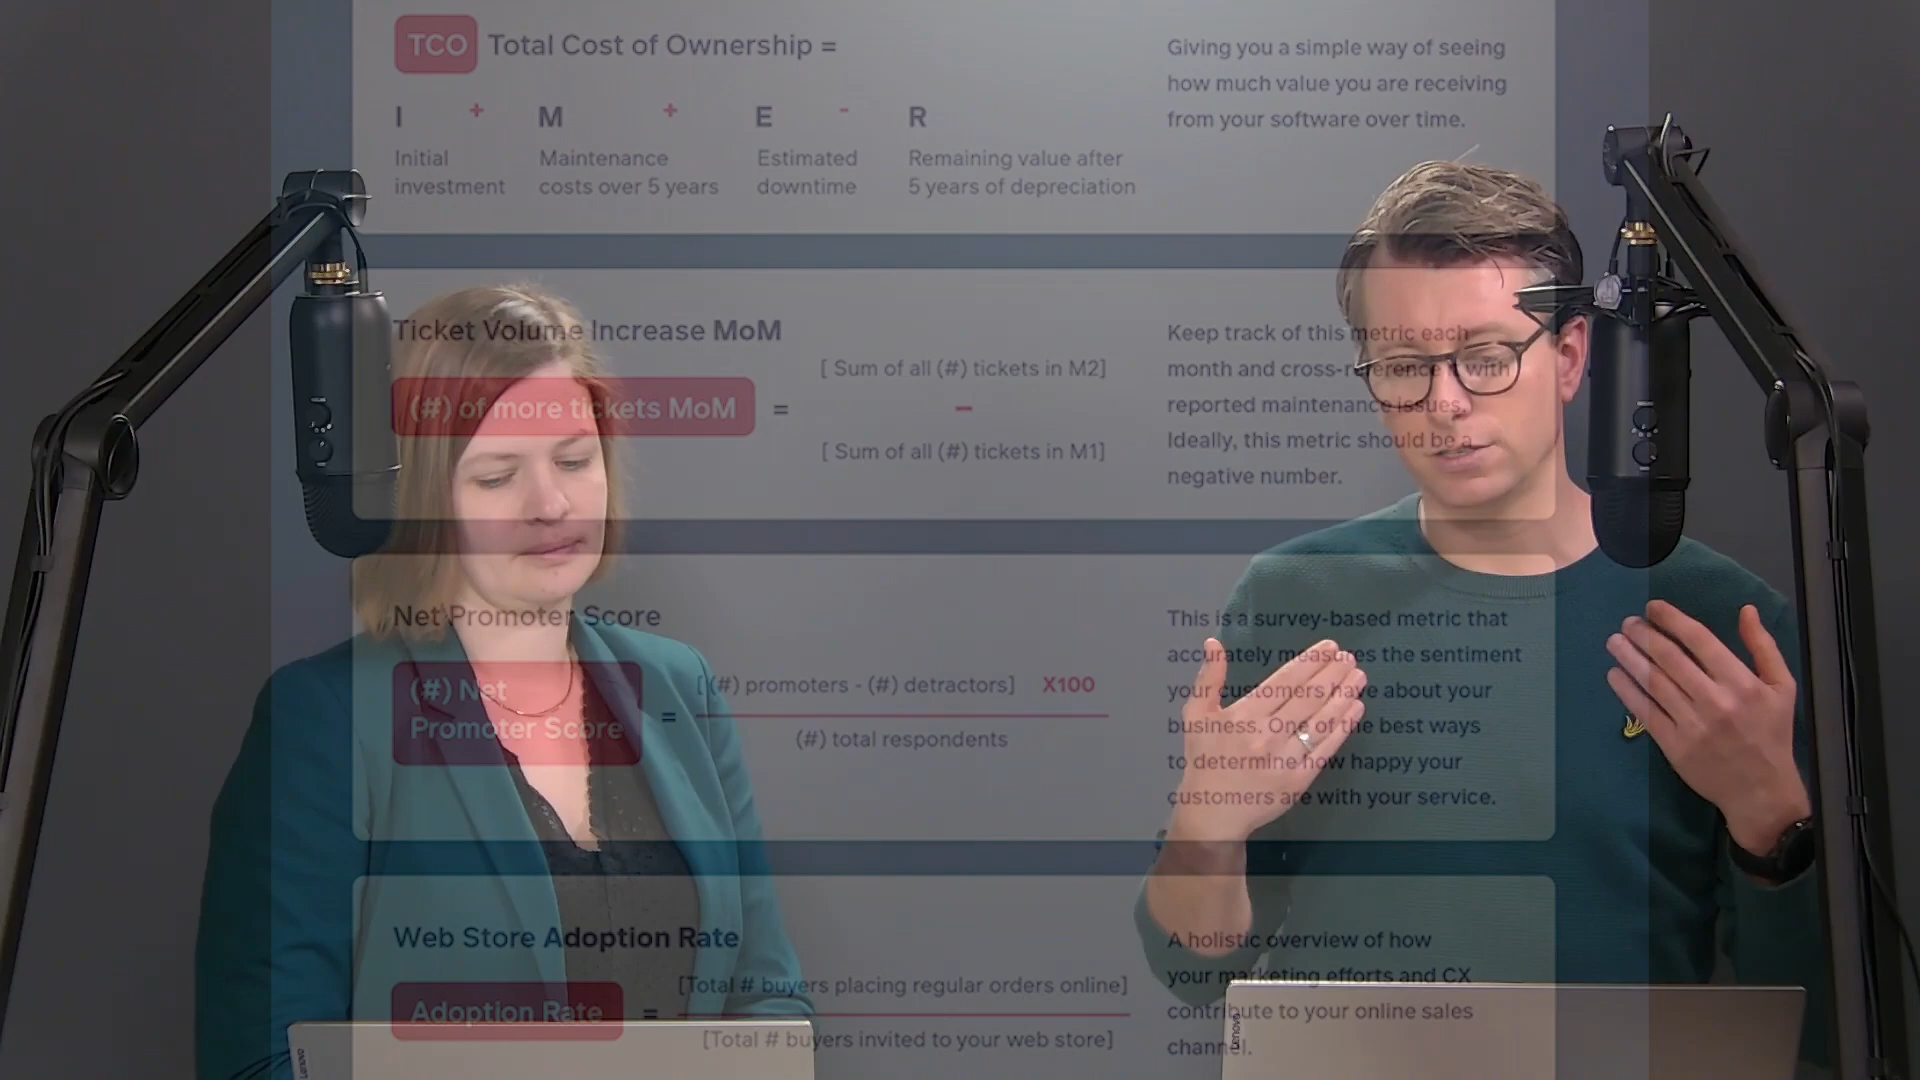 TCO Total Cost of Ownership =
I + M + E - R
Initial investment
Maintenance costs over 5 years
Estimated downtime
Remaining value after 5 years of depreciation
Giving you a simple way of seeing
how much value you are receiving
from your software over time.
Ticket Volume Increase MoM
(#) of more tickets MoM =
[ Sum of all (#) tickets in M2]
-
[ Sum of all (#) tickets in M1]
Keep track of this metric each
month and cross-reference with
reported maintenance issues.
Ideally, this metric should be a
negative number.
Net Promoter Score
(#) Net
Promoter Score =
[(#) promoters - (#) detractors] X100
(#) total respondents
This is a survey-based metric that
accurately measures the sentiment
your customers have about your
business. One of the best ways
to determine how happy your
customers are with your service.
Web Store Adoption Rate
Adoption Rate =
[Total # buyers placing regular orders online]
[Total # buyers invited to your web store]
A holistic overview of how
your marketing efforts and CX
contribute to your online sales
channel.
Lenovo
Lenovo